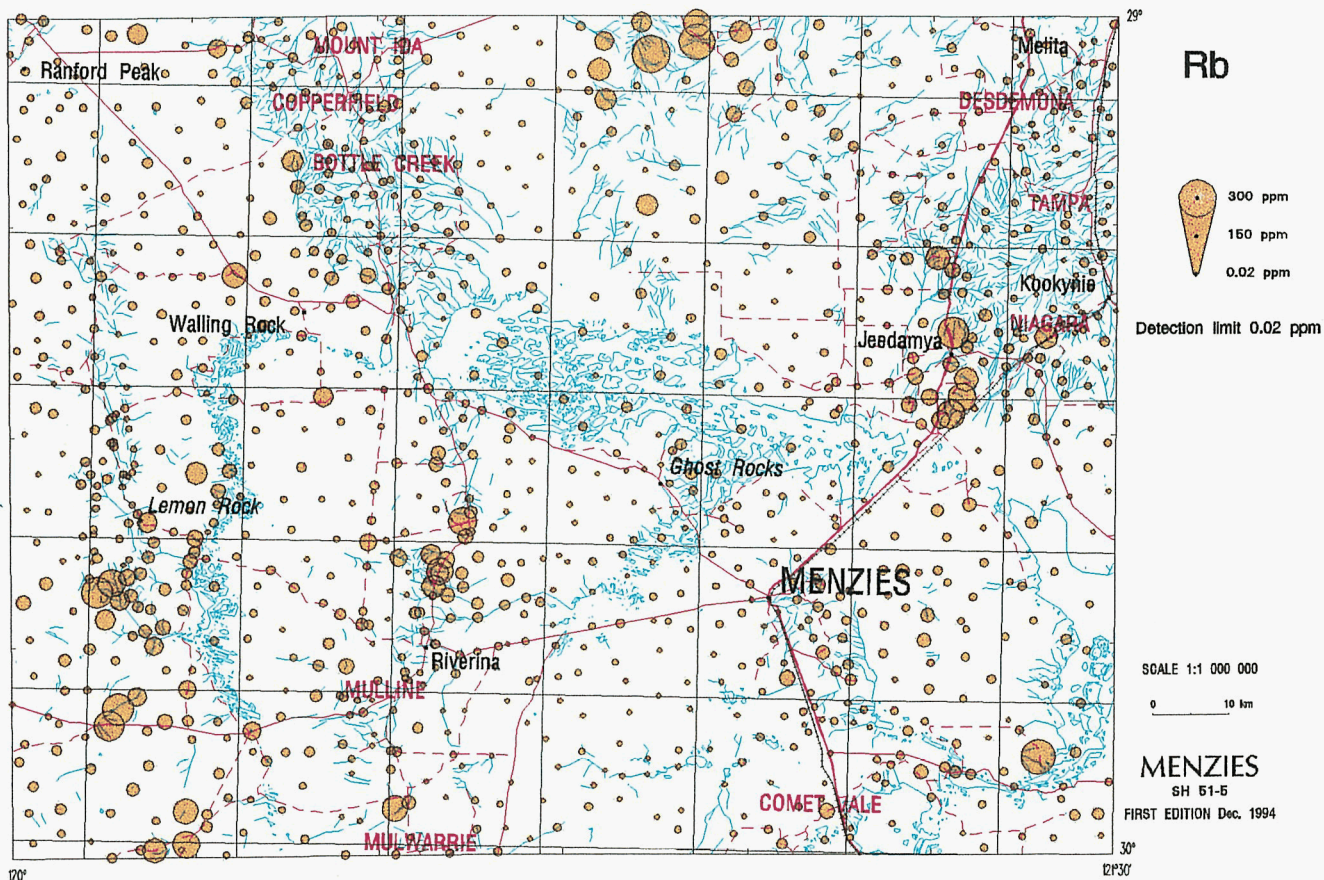 29°
Rb
MOUNT IDA
Melita
Ranford Peak
COPPERFIELD
DESDEMONA
BOTTLE CREEK
300 ppm
TAMPA
150 ppm
0.02 ppm
Kookynie
Walling Rock
NIAGARA
Detection limit 0.02 ppm
Jeedamya
Ghost Rocks
Lemon Rock
MENZIES
Riverina
SCALE 1:1 000 000
MULLINE
0 10 km
MENZIES
SH 51-5
COMET VALE
FIRST EDITION Dec. 1994
MULWARRIE
30°
120°
121°30'